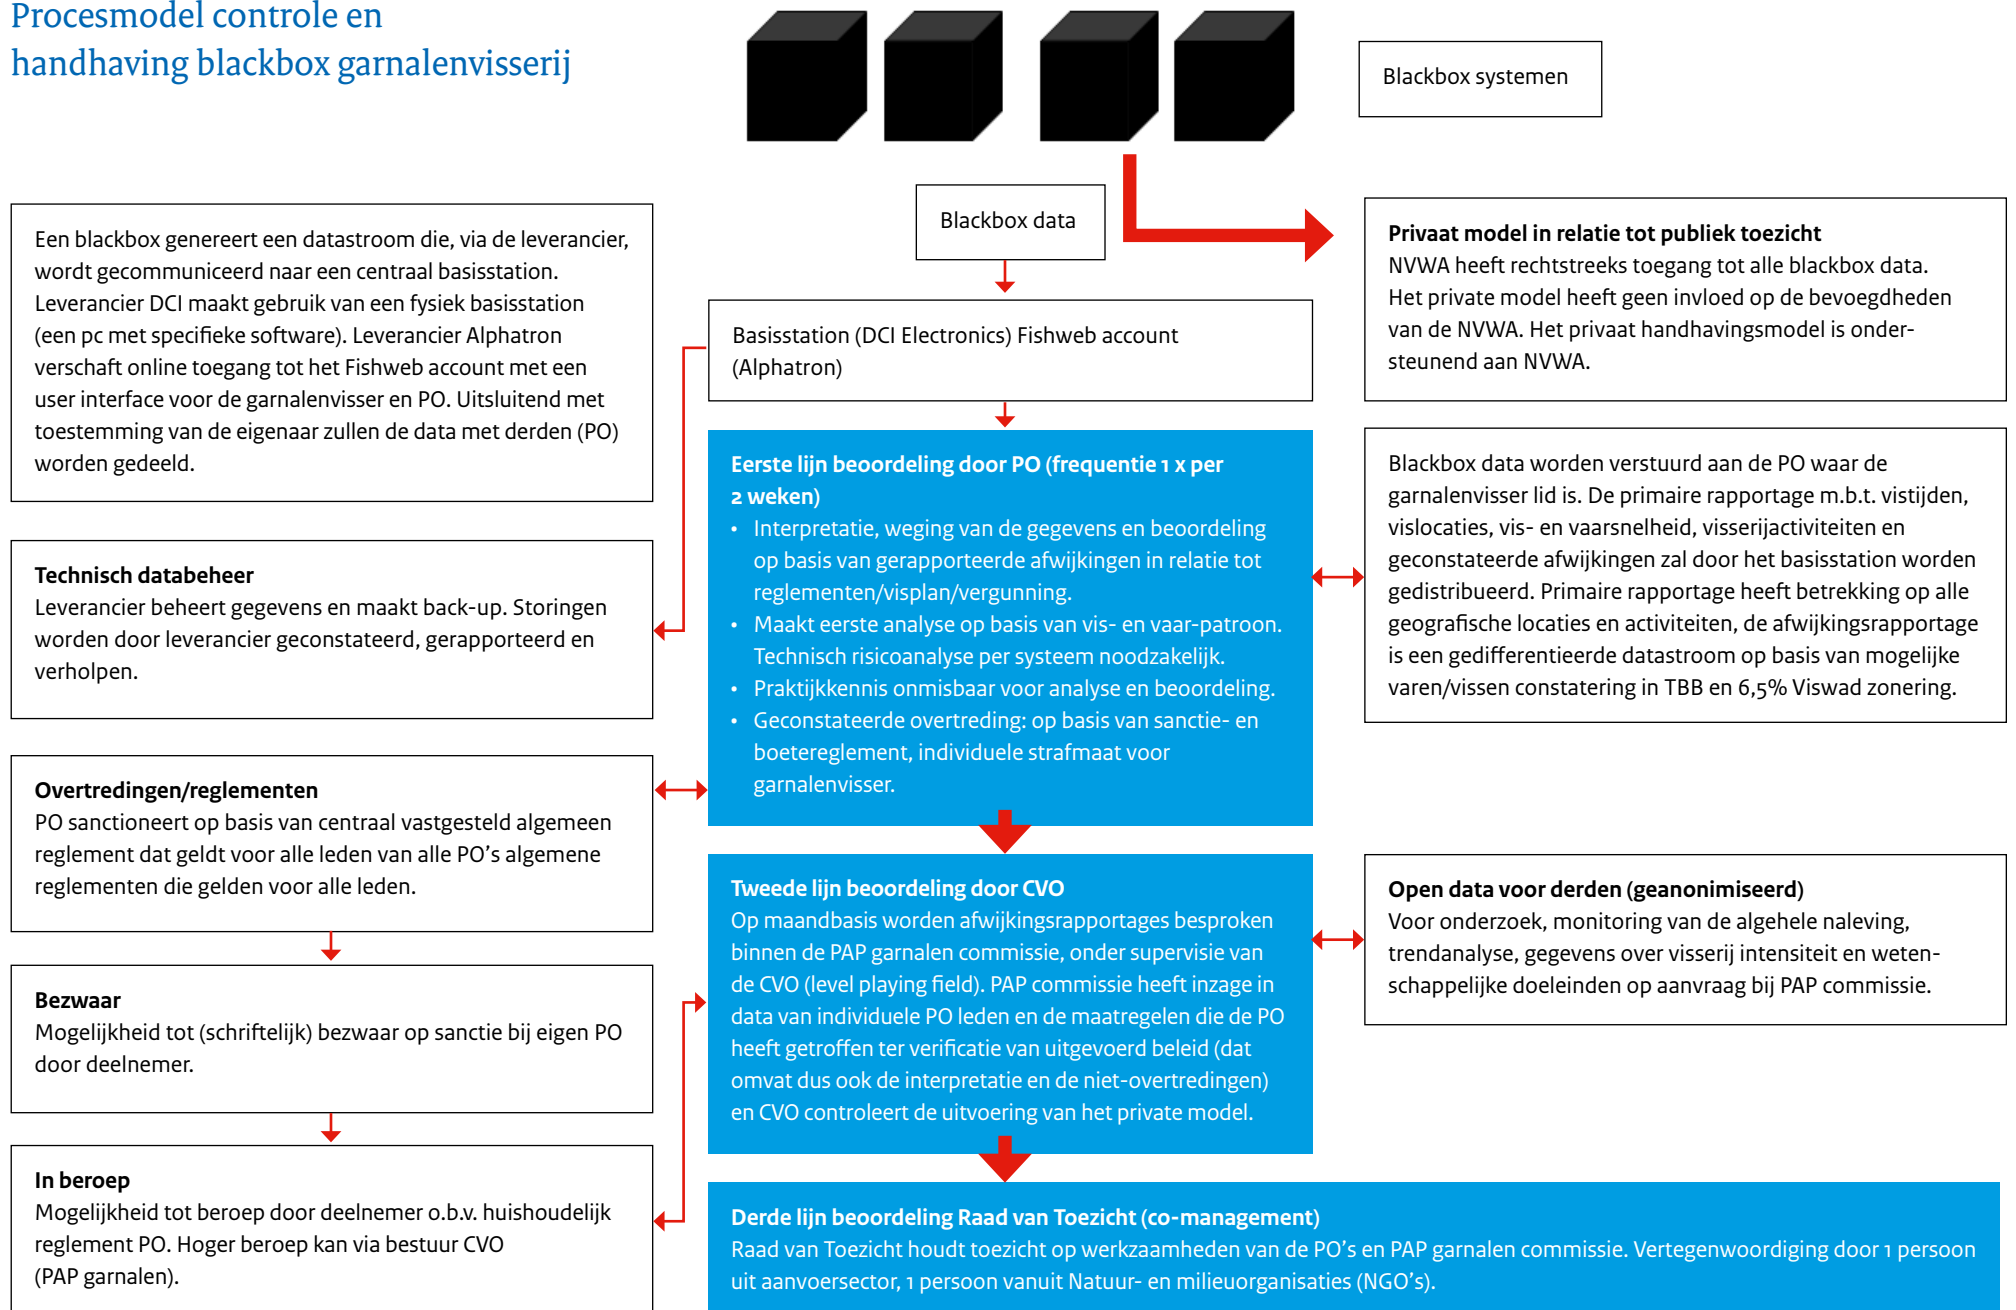 Procesmodel controle en
handhaving blackbox garnalenvisserij
Blackbox systemen
Blackbox data
Een blackbox genereert een datastroom die, via de leverancier,
wordt gecommuniceerd naar een centraal basisstation.
Leverancier DCI maakt gebruik van een fysiek basisstation
(een pc met specifieke software). Leverancier Alphatron
verschaft online toegang tot het Fishweb account met een
user interface voor de garnalenvisser en PO. Uitsluitend met
toestemming van de eigenaar zullen de data met derden (PO)
worden gedeeld.
Basisstation (DCI Electronics) Fishweb account
(Alphatron)
Privaat model in relatie tot publiek toezicht
NVWA heeft rechtstreeks toegang tot alle blackbox data.
Het private model heeft geen invloed op de bevoegdheden
van de NVWA. Het privaat handhavingsmodel is onder-
steunend aan NVWA.
Technisch databeheer
Leverancier beheert gegevens en maakt back-up. Storingen
worden door leverancier geconstateerd, gerapporteerd en
verholpen.
Eerste lijn beoordeling door PO (frequentie 1 x per
2 weken)
• Interpretatie, weging van de gegevens en beoordeling
op basis van gerapporteerde afwijkingen in relatie tot
reglementen/visplan/vergunning.
• Maakt eerste analyse op basis van vis- en vaar-patroon.
Technisch risicoanalyse per systeem noodzakelijk.
• Praktijkkennis onmisbaar voor analyse en beoordeling.
• Geconstateerde overtreding: op basis van sanctie- en
boetereglement, individuele strafmaat voor
garnalenvisser.
Blackbox data worden verstuurd aan de PO waar de
garnalenvisser lid is. De primaire rapportage m.b.t. vistijden,
vislocaties, vis- en vaarsnelheid, visserijactiviteiten en
geconstateerde afwijkingen zal door het basisstation worden
gedistribueerd. Primaire rapportage heeft betrekking op alle
geografische locaties en activiteiten, de afwijkingsrapportage
is een gedifferentieerde datastroom op basis van mogelijke
varen/vissen constatering in TBB en 6,5% Viswad zonering.
Overtredingen/reglementen
PO sanctioneert op basis van centraal vastgesteld algemeen
reglement dat geldt voor alle leden van alle PO's algemene
reglementen die gelden voor alle leden.
Bezwaar
Mogelijkheid tot (schriftelijk) bezwaar op sanctie bij eigen PO
door deelnemer.
In beroep
Mogelijkheid tot beroep door deelnemer o.b.v. huishoudelijk
reglement PO. Hoger beroep kan via bestuur CVO
(PAP garnalen).
Tweede lijn beoordeling door CVO
Op maandbasis worden afwijkingsrapportages besproken
binnen de PAP garnalen commissie, onder supervisie van
de CVO (level playing field). PAP commissie heeft inzage in
data van individuele PO leden en de maatregelen die de PO
heeft getroffen ter verificatie van uitgevoerd beleid (dat
omvat dus ook de interpretatie en de niet-overtredingen)
en CVO controleert de uitvoering van het private model.
Open data voor derden (geanonimiseerd)
Voor onderzoek, monitoring van de algehele naleving,
trendanalyse, gegevens over visserij intensiteit en weten-
schappelijke doeleinden op aanvraag bij PAP commissie.
Derde lijn beoordeling Raad van Toezicht (co-management)
Raad van Toezicht houdt toezicht op werkzaamheden van de PO's en PAP garnalen commissie. Vertegenwoordiging door 1 persoon
uit aanvoersector, 1 persoon vanuit Natuur- en milieuorganisaties (NGO's).